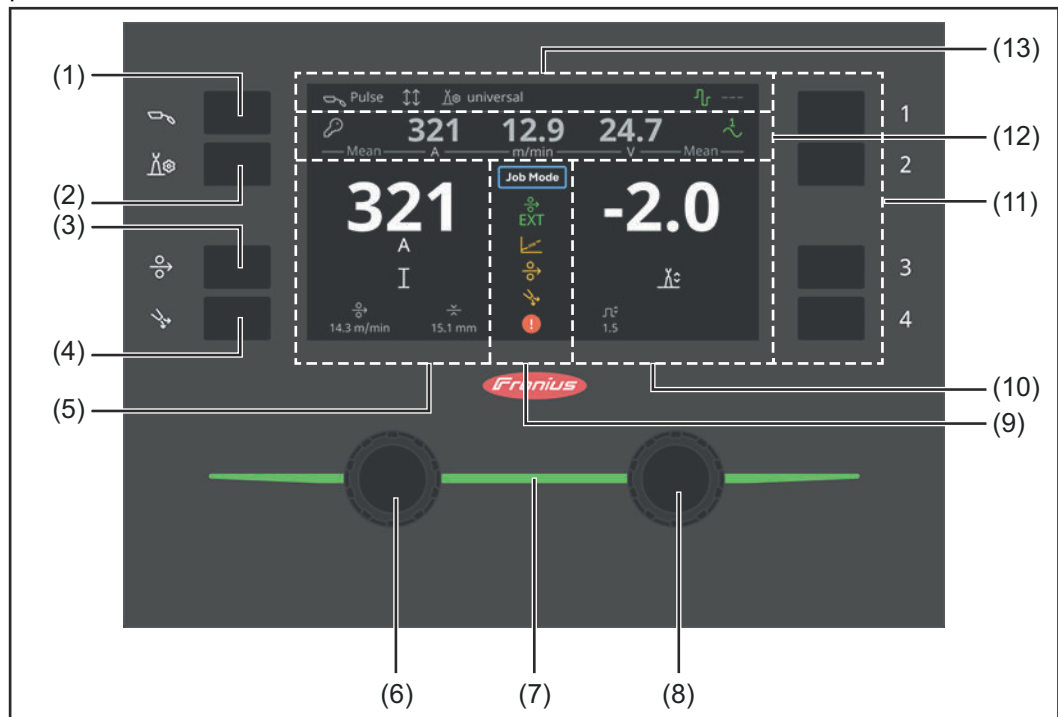 (13)
(1)
Pulse universal ---
1
321 12.9 24.7
(12)
Mean A m/min V Mean
2
Job Mode
(2)
321 -2.0
(11)
(3)
EXT
A
I
3
(4)
14.3 m/min 15.1 mm
!
1.5
4
(5)
Fronius
(10)
(9)
(6) (7) (8)